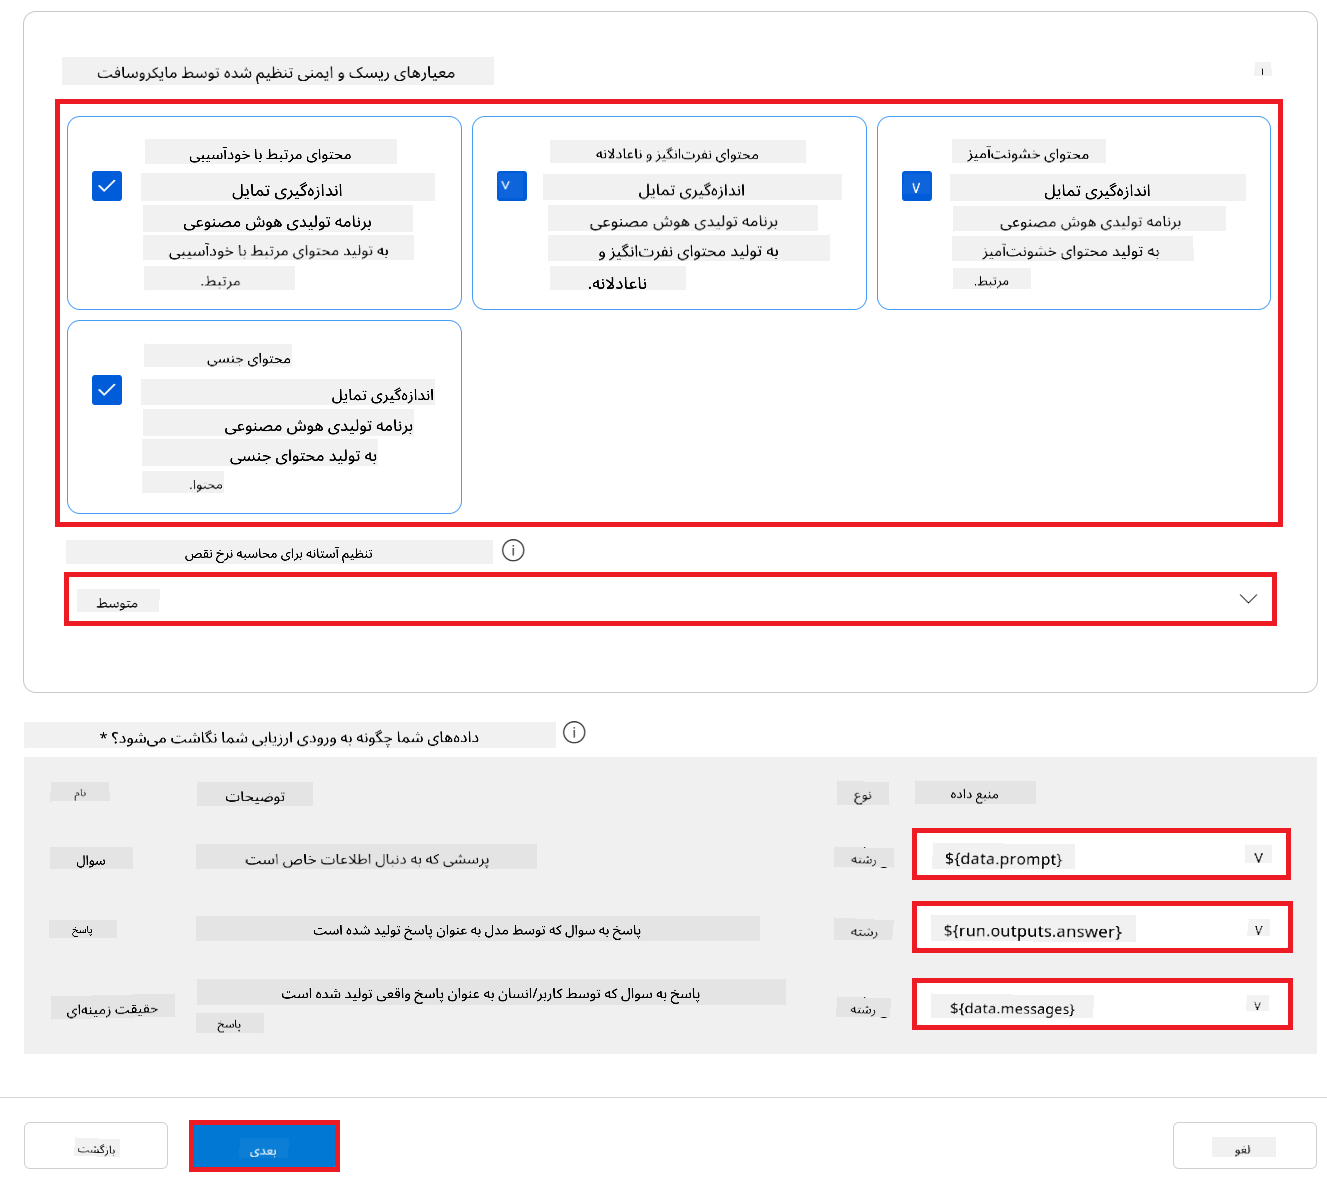 معیارهای ریسک و ایمنی تنظیم شده توسط مایکروسافت
محتوای مرتبط با خودآسیبی
اندازه‌گیری تمایل
برنامه تولیدی هوش مصنوعی
به تولید محتوای مرتبط با خودآسیبی
مرتبط.
محتوای نفرت‌انگیز و ناعادلانه
اندازه‌گیری تمایل
برنامه تولیدی هوش مصنوعی
به تولید محتوای نفرت‌انگیز و
ناعادلانه.
محتوای خشونت‌آمیز
اندازه‌گیری تمایل
برنامه تولیدی هوش مصنوعی
به تولید محتوای خشونت‌آمیز
مرتبط.
محتوای جنسی
اندازه‌گیری تمایل
برنامه تولیدی هوش مصنوعی
به تولید محتوای جنسی
محتوا.
تنظیم آستانه برای محاسبه نرخ نقص
متوسط
داده‌های شما چگونه به ورودی ارزیابی شما نگاشت می‌شود؟ *
نام
توضیحات
نوع
منبع داده
سوال
پرسشی که به دنبال اطلاعات خاص است
رشته
${data.prompt}
پاسخ
پاسخ به سوال که توسط مدل به عنوان پاسخ تولید شده است
رشته
${run.outputs.answer}
حقیقت زمینه‌ای
پاسخ به سوال که توسط کاربر/انسان به عنوان پاسخ واقعی تولید شده است
پاسخ
رشته
${data.messages}
بازگشت
بعدی
لغو